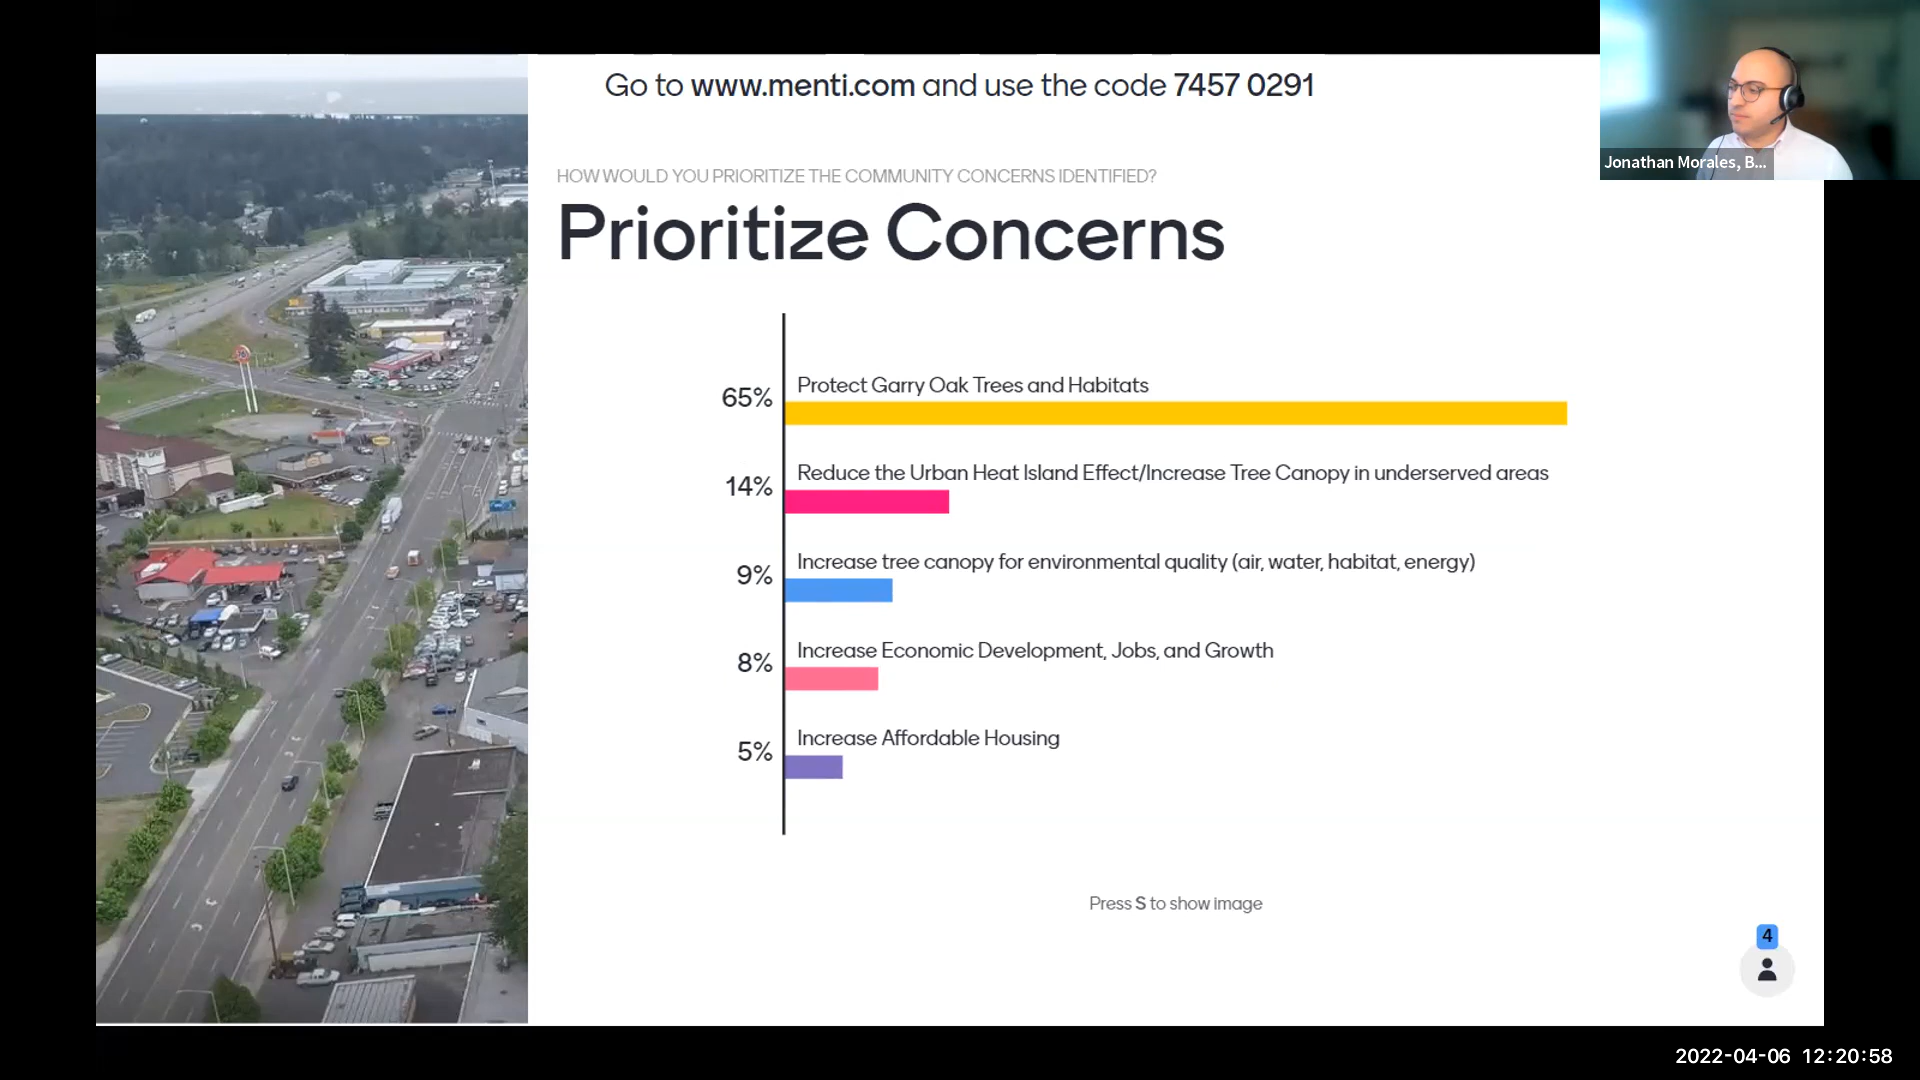 Go to www.menti.com and use the code 7457 0291
Jonathan Morales, B...
HOW WOULD YOU PRIORITIZE THE COMMUNITY CONCERNS IDENTIFIED?
Prioritize Concerns
Protect Garry Oak Trees and Habitats
65%
Reduce the Urban Heat Island Effect/Increase Tree Canopy in underserved areas
14%
Increase tree canopy for environmental quality (air, water, habitat, energy)
9%
Increase Economic Development, Jobs, and Growth
8%
Increase Affordable Housing
5%
Press S to show image
4
2022-04-06 12:20:58